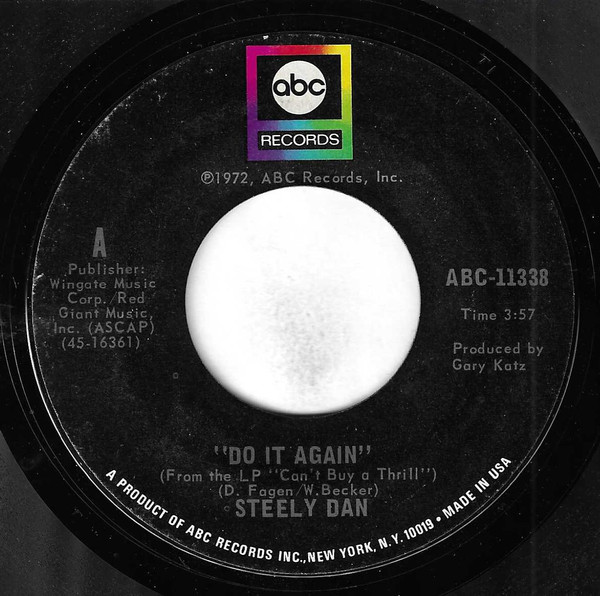 abc
RECORDS
℗1972, ABC Records, Inc.
A
Publisher:
Wingate Music
Corp./Red
Giant Music,
Inc. (ASCAP)
(45-16361)
ABC-11338
Time 3:57
Produced by
Gary Katz
"DO IT AGAIN"
(From the LP "Can't Buy a Thrill")
(D. Fagen/W.Becker)
STEELY DAN
A PRODUCT OF ABC RECORDS INC., NEW YORK, N.Y. 10019 • MADE IN USA